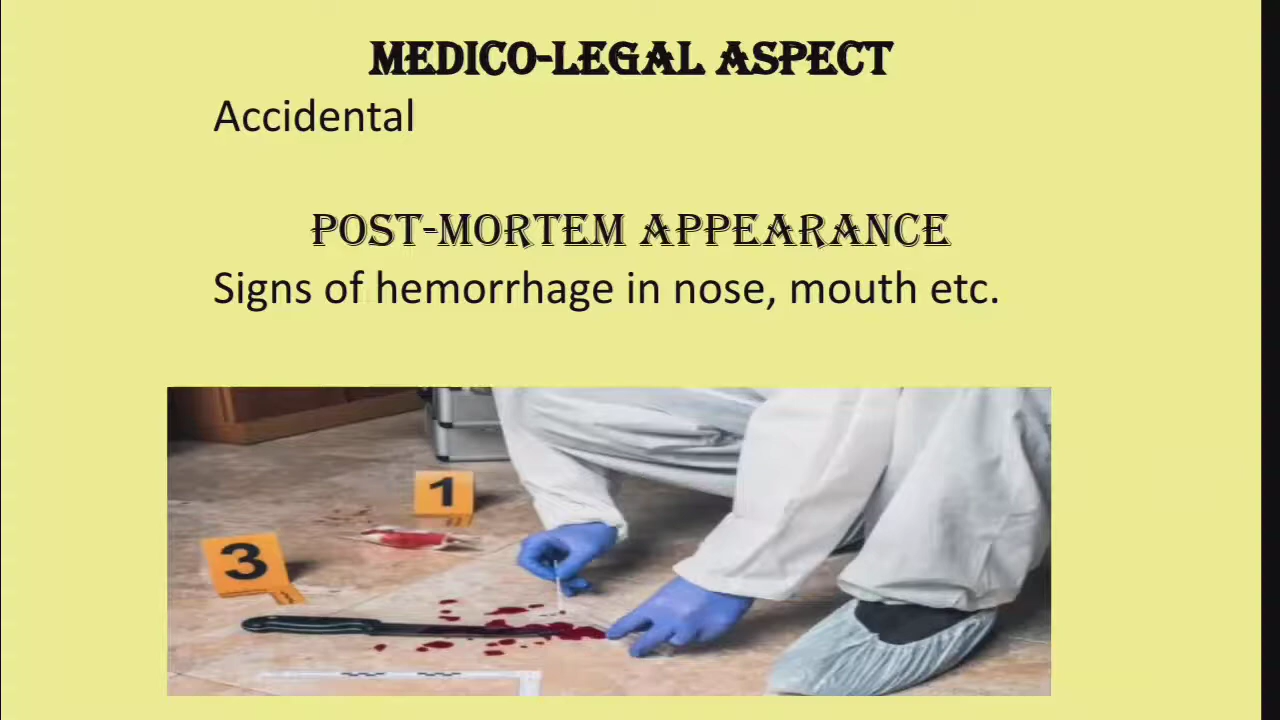 MEDICO-LEGAL ASPECT
Accidental
POST-MORTEM APPEARANCE
Signs of hemorrhage in nose, mouth etc.
1
3